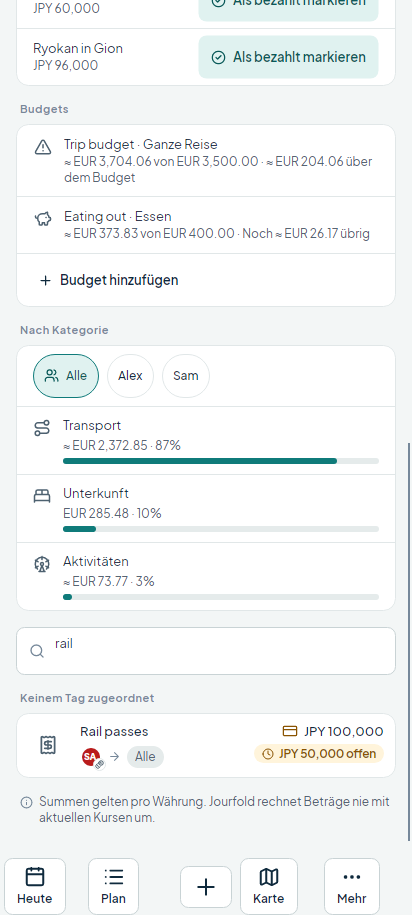 JPY 60,000
Als bezahlt markieren
Ryokan in Gion
JPY 96,000
Als bezahlt markieren
Budgets
Trip budget · Ganze Reise
≈ EUR 3,704.06 von EUR 3,500.00 · ≈ EUR 204.06 über
dem Budget
Eating out · Essen
≈ EUR 373.83 von EUR 400.00 · Noch ≈ EUR 26.17 übrig
Budget hinzufügen
Nach Kategorie
Alle
Alex
Sam
Transport
≈ EUR 2,372.85 · 87%
Unterkunft
EUR 285.48 · 10%
Aktivitäten
≈ EUR 73.77 · 3%
rail
Keinem Tag zugeordnet
Rail passes
JPY 100,000
SA
Alle
JPY 50,000 offen
Summen gelten pro Währung. Jourfold rechnet Beträge nie mit
aktuellen Kursen um.
Heute
Plan
Karte
Mehr